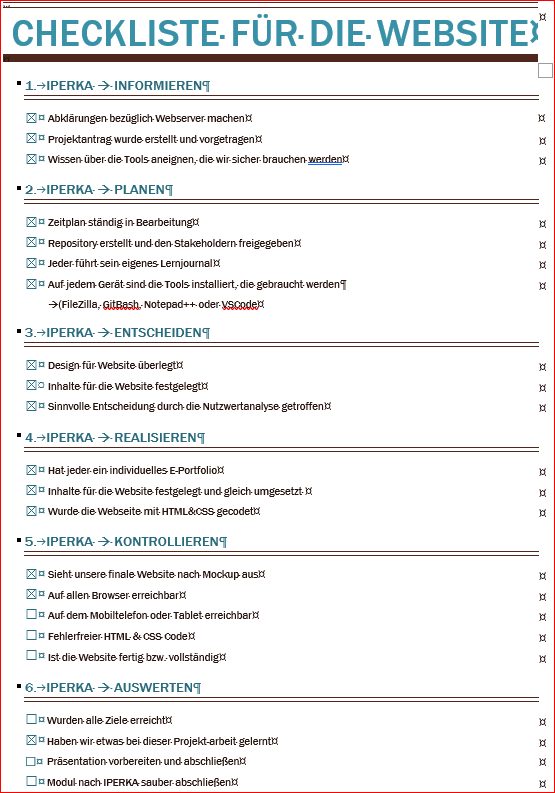 CHECKLISTE FÜR DIE WEBSITE
1. IPERKA → INFORMIEREN
☒ Abklärungen bezüglich Webserver machen
☒ Projektantrag wurde erstellt und vorgetragen
☒ Wissen über die Tools aneignen, die wir sicher brauchen werden
2. IPERKA → PLANEN
☒ Zeitplan ständig in Bearbeitung
☒ Repository erstellt und den Stakeholdern freigegeben
☒ Jeder führt sein eigenes Lernjournal
☒ Auf jedem Gerät sind die Tools installiert, die gebraucht werden
(FileZilla, GitBash, Notepad++ oder VSCode
3. IPERKA → ENTSCHEIDEN
☒ Design für Website überlegt
☒ Inhalte für die Website festgelegt
☒ Sinnvolle Entscheidung durch die Nutzwertanalyse getroffen
4. IPERKA → REALISIEREN
☒ Hat jeder ein individuelles E-Portfolio
☒ Inhalte für die Website festgelegt und gleich umgesetzt
☒ Wurde die Webseite mit HTML&CSS gecodet
5. IPERKA → KONTROLLIEREN
☒ Sieht unsere finale Website nach Mockup aus
☒ Auf allen Browser erreichbar
☐ Auf dem Mobiltelefon oder Tablet erreichbar
☐ Fehlerfreier HTML & CSS Code
☐ Ist die Website fertig bzw. vollständig
6. IPERKA → AUSWERTEN
☐ Wurden alle Ziele erreicht
☒ Haben wir etwas bei dieser Projekt-arbeit gelernt
☐ Präsentation vorbereiten und abschließen
☐ Modul nach IPERKA sauber abschließen